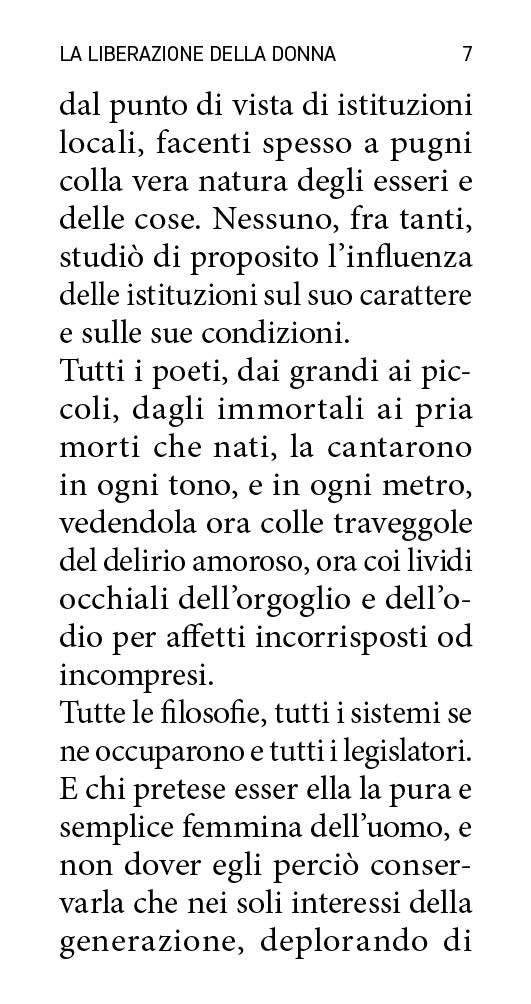 LA LIBERAZIONE DELLA DONNA 7
dal punto di vista di istituzioni
locali, facenti spesso a pugni
colla vera natura degli esseri e
delle cose. Nessuno, fra tanti,
studiò di proposito l’influenza
delle istituzioni sul suo carattere
e sulle sue condizioni.
Tutti i poeti, dai grandi ai pic-
coli, dagli immortali ai pria
morti che nati, la cantarono
in ogni tono, e in ogni metro,
vedendola ora colle traveggole
del delirio amoroso, ora coi lividi
occhiali dell’orgoglio e dell’o-
dio per affetti incorrisposti od
incompresi.
Tutte le filosofie, tutti i sistemi se
ne occuparono e tutti i legislatori.
E chi pretese esser ella la pura e
semplice femmina dell’uomo, e
non dover egli perciò conser-
varla che nei soli interessi della
generazione, deplorando di